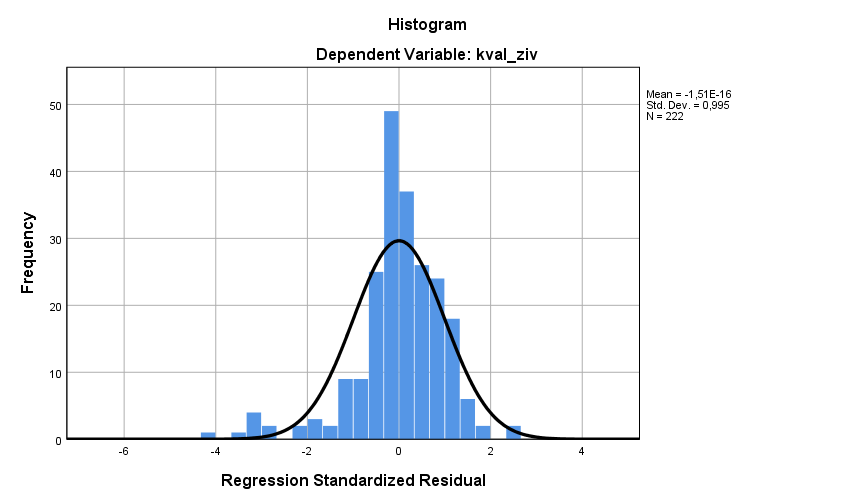 Histogram
Dependent Variable: kval_ziv
Mean = -1,51E-16
Std. Dev. = 0,995
N = 222
Frequency
50
40
30
20
10
0
-6
-4
-2
0
2
4
Regression Standardized Residual